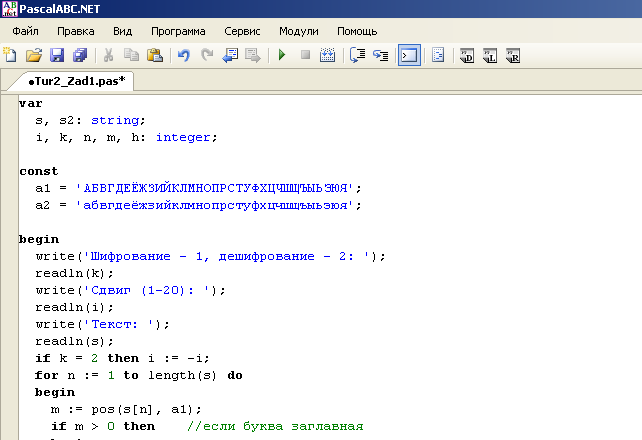 PascalABC.NET
Файл Правка Вид Программа Сервис Модули Помощь
●Tur2_Zad1.pas*
var
s, s2: string;
i, k, n, m, h: integer;
const
a1 = 'АБВГДЕЁЖЗИЙКЛМНОПРСТУФХЦЧШЩЪЫЬЭЮЯ';
a2 = 'абвгдеёжзийклмнопрстуфхцчшщъыьэюя';
begin
write('Шифрование - 1, дешифрование - 2: ');
readln(k);
write('Сдвиг (1-20): ');
readln(i);
write('Текст: ');
readln(s);
if k = 2 then i := -i;
for n := 1 to length(s) do
begin
m := pos(s[n], a1);
if m > 0 then //если буква заглавная